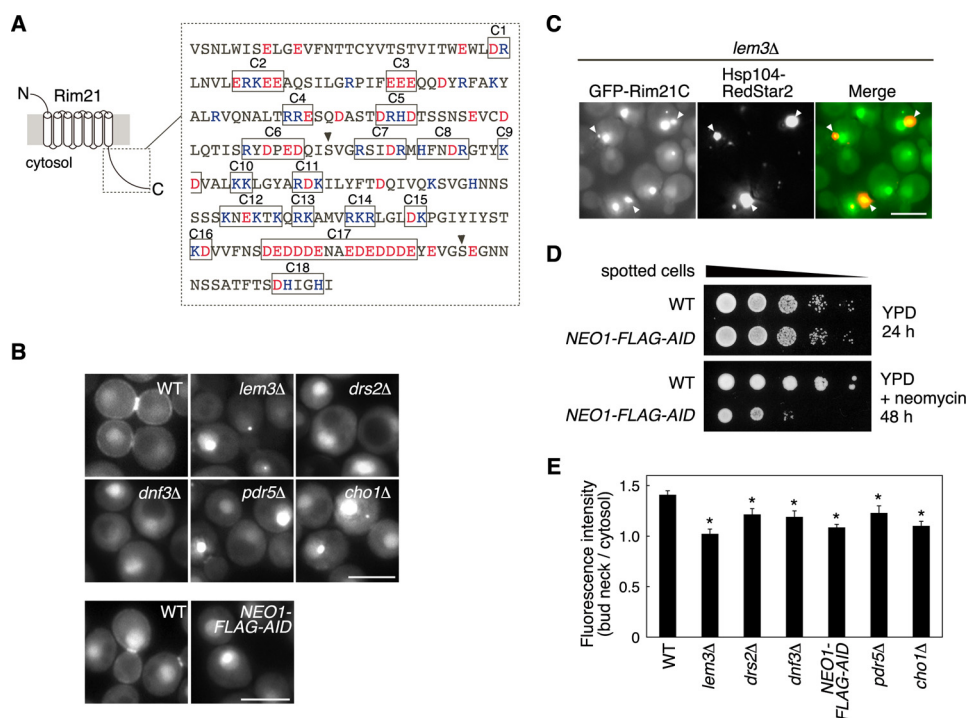 A
N
Rim21
cytosol
C
C1
VSNLWISELGEVFNTTCYVTSTVITWEWLDR
C2 C3
LNVLERKEEAQSILGRPIFEEEQQDYRFAKY
C4 C5
ALRVQNALTRRESQDASTDRHDTSSNSEVCD
C6 C7 C8 C9
LQTISRYDPEDQISVGRSIDRMHFNDRGTYK
C10 C11
DVALKKLGYARDKILYFTDQIVQKSVGHNNS
C12 C13 C14 C15
SSSKNEKTKQRKAMVRKRLGLDKPGIYIYST
C16 C17
KDVVFNSDEDDDENAEDEDDDEYEVGSEGNN
C18
NSSATFTSDHIGHI
B
WT lem3Δ drs2Δ
dnf3Δ pdr5Δ cho1Δ
WT NEO1-
FLAG-AID
C
lem3Δ
GFP-Rim21C Hsp104-
RedStar2 Merge
D
spotted cells
WT
NEO1-FLAG-AID
YPD
24 h
WT
NEO1-FLAG-AID
YPD
+ neomycin
48 h
E
Fluorescence intensity
(bud neck / cytosol)
1.5
1.0
0.5
0
* * * * * *
WT lem3Δ drs2Δ dnf3Δ NEO1-
FLAG-AID pdr5Δ cho1Δ